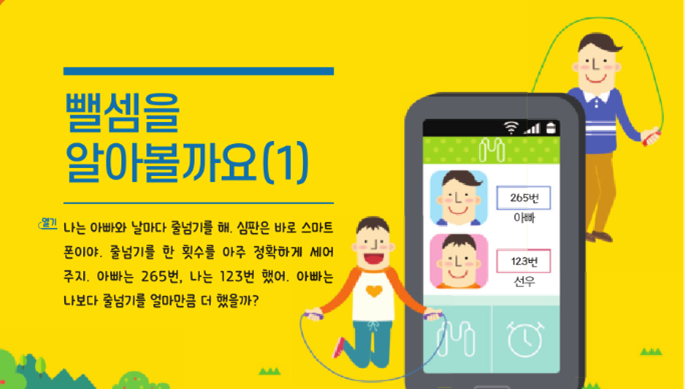 뺄셈을
알아볼까요(1)
열기
나는 아빠와 날마다 줄넘기를 해. 심판은 바로 스마트
폰이야. 줄넘기를 한 횟수를 아주 정확하게 세어
주지. 아빠는 265번, 나는 123번 했어. 아빠는
나보다 줄넘기를 얼마만큼 더 했을까?
265번
아빠
123번
선우